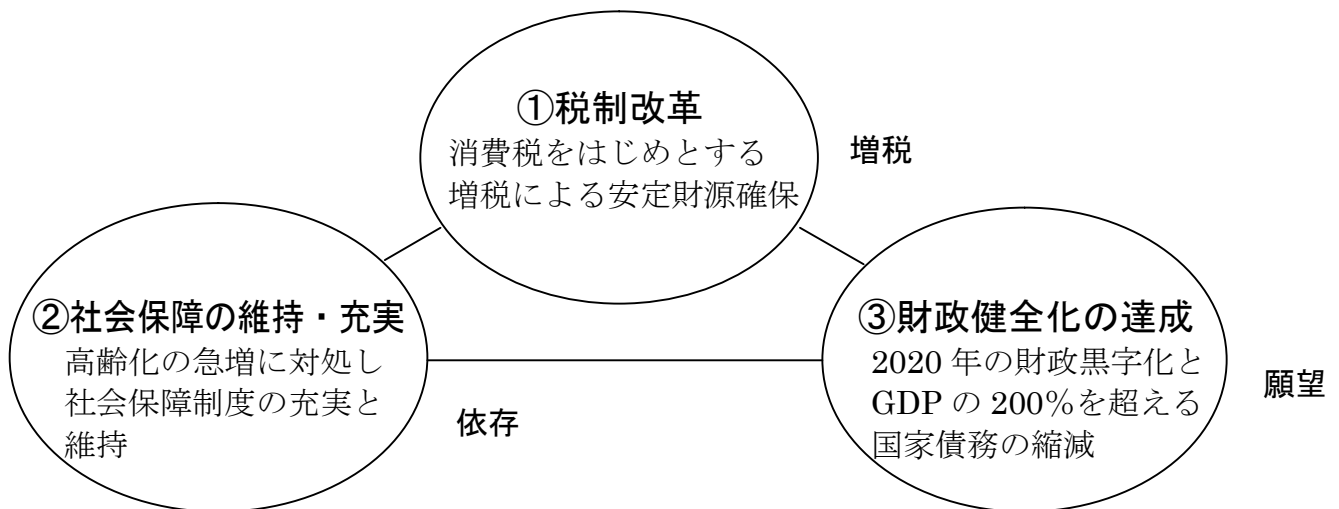 ①税制改革
消費税をはじめとする
増税による安定財源確保
増税
②社会保障の維持・充実
高齢化の急増に対処し
社会保障制度の充実と
維持
依存
③財政健全化の達成
2020 年の財政黒字化と
GDP の 200%を超える
国家債務の縮減
願望